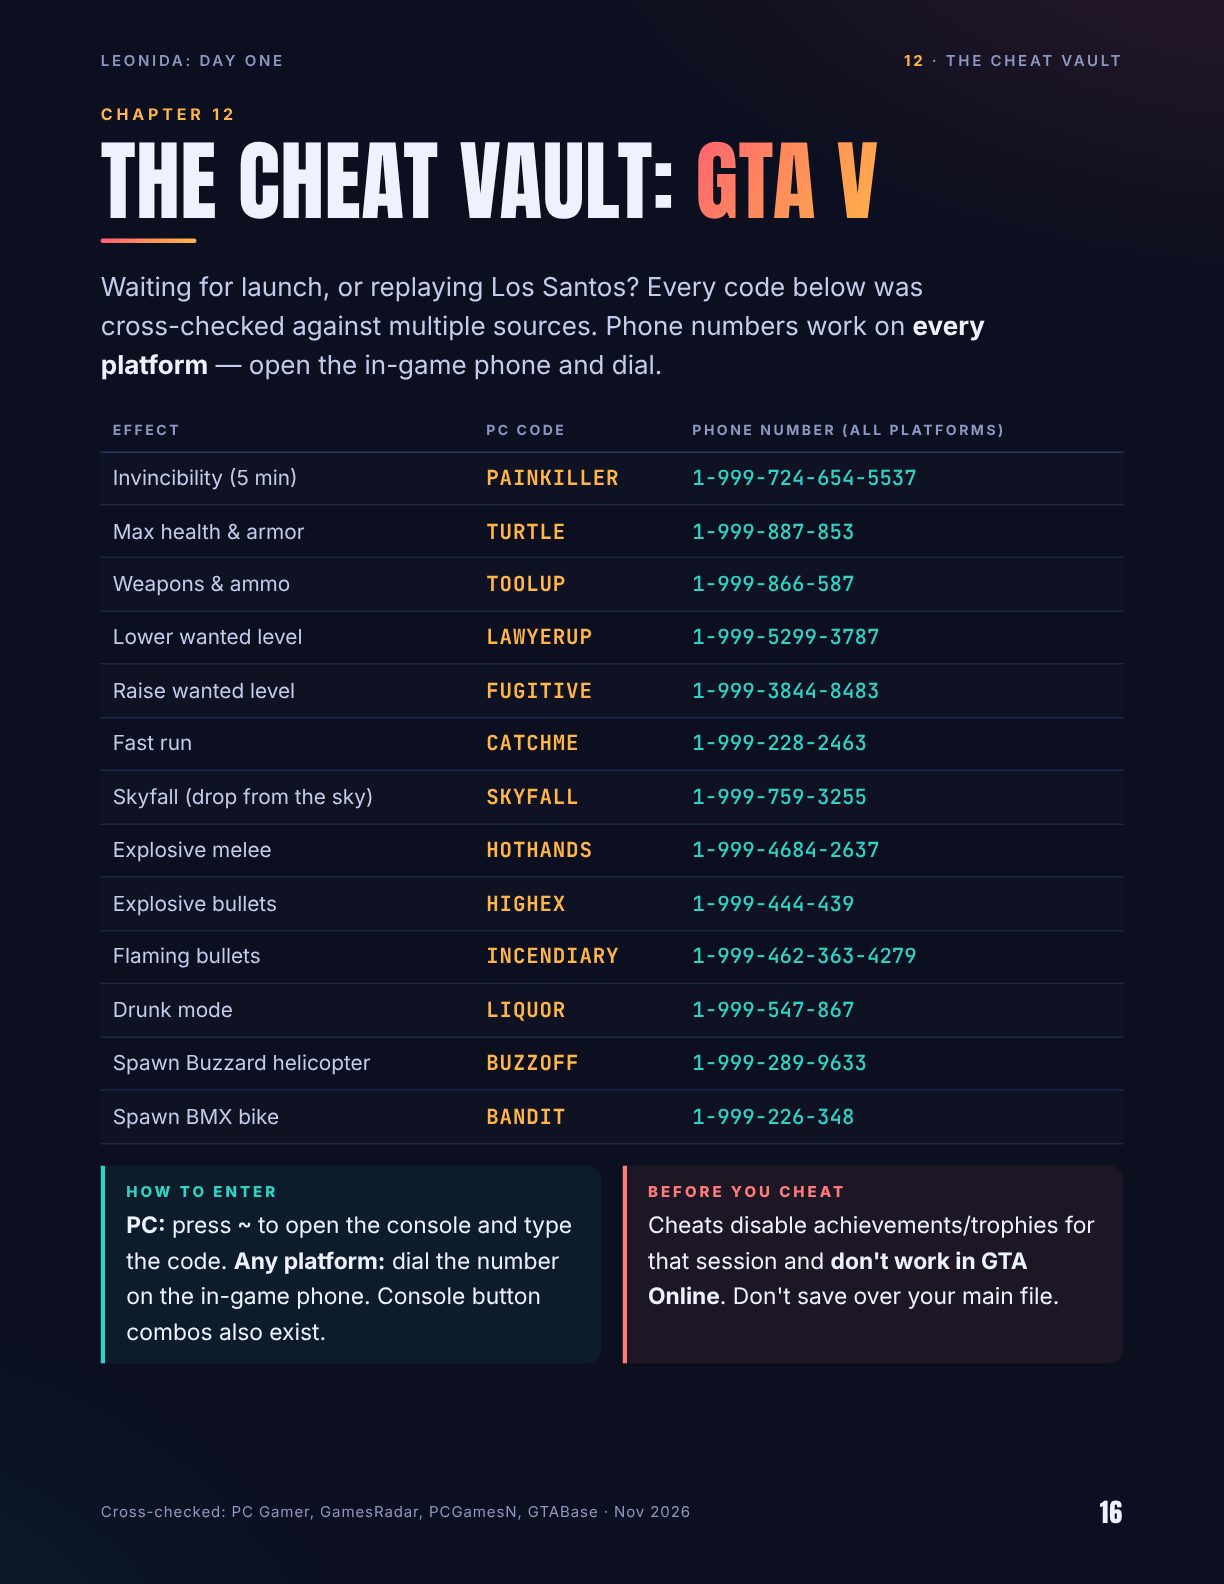 LEONIDA: DAY ONE
12 · THE CHEAT VAULT
CHAPTER 12
THE CHEAT VAULT: GTA V
Waiting for launch, or replaying Los Santos? Every code below was
cross-checked against multiple sources. Phone numbers work on every
platform — open the in-game phone and dial.
EFFECT PC CODE PHONE NUMBER (ALL PLATFORMS)
Invincibility (5 min) PAINKILLER 1-999-724-654-5537
Max health & armor TURTLE 1-999-887-853
Weapons & ammo TOOLUP 1-999-866-587
Lower wanted level LAWYERUP 1-999-5299-3787
Raise wanted level FUGITIVE 1-999-3844-8483
Fast run CATCHME 1-999-228-2463
Skyfall (drop from the sky) SKYFALL 1-999-759-3255
Explosive melee HOTHANDS 1-999-4684-2637
Explosive bullets HIGHEX 1-999-444-439
Flaming bullets INCENDIARY 1-999-462-363-4279
Drunk mode LIQUOR 1-999-547-867
Spawn Buzzard helicopter BUZZOFF 1-999-289-9633
Spawn BMX bike BANDIT 1-999-226-348
HOW TO ENTER
PC: press ~ to open the console and type
the code. Any platform: dial the number
on the in-game phone. Console button
combos also exist.
BEFORE YOU CHEAT
Cheats disable achievements/trophies for
that session and don't work in GTA
Online. Don't save over your main file.
Cross-checked: PC Gamer, GamesRadar, PCGamesN, GTABase · Nov 2026
16